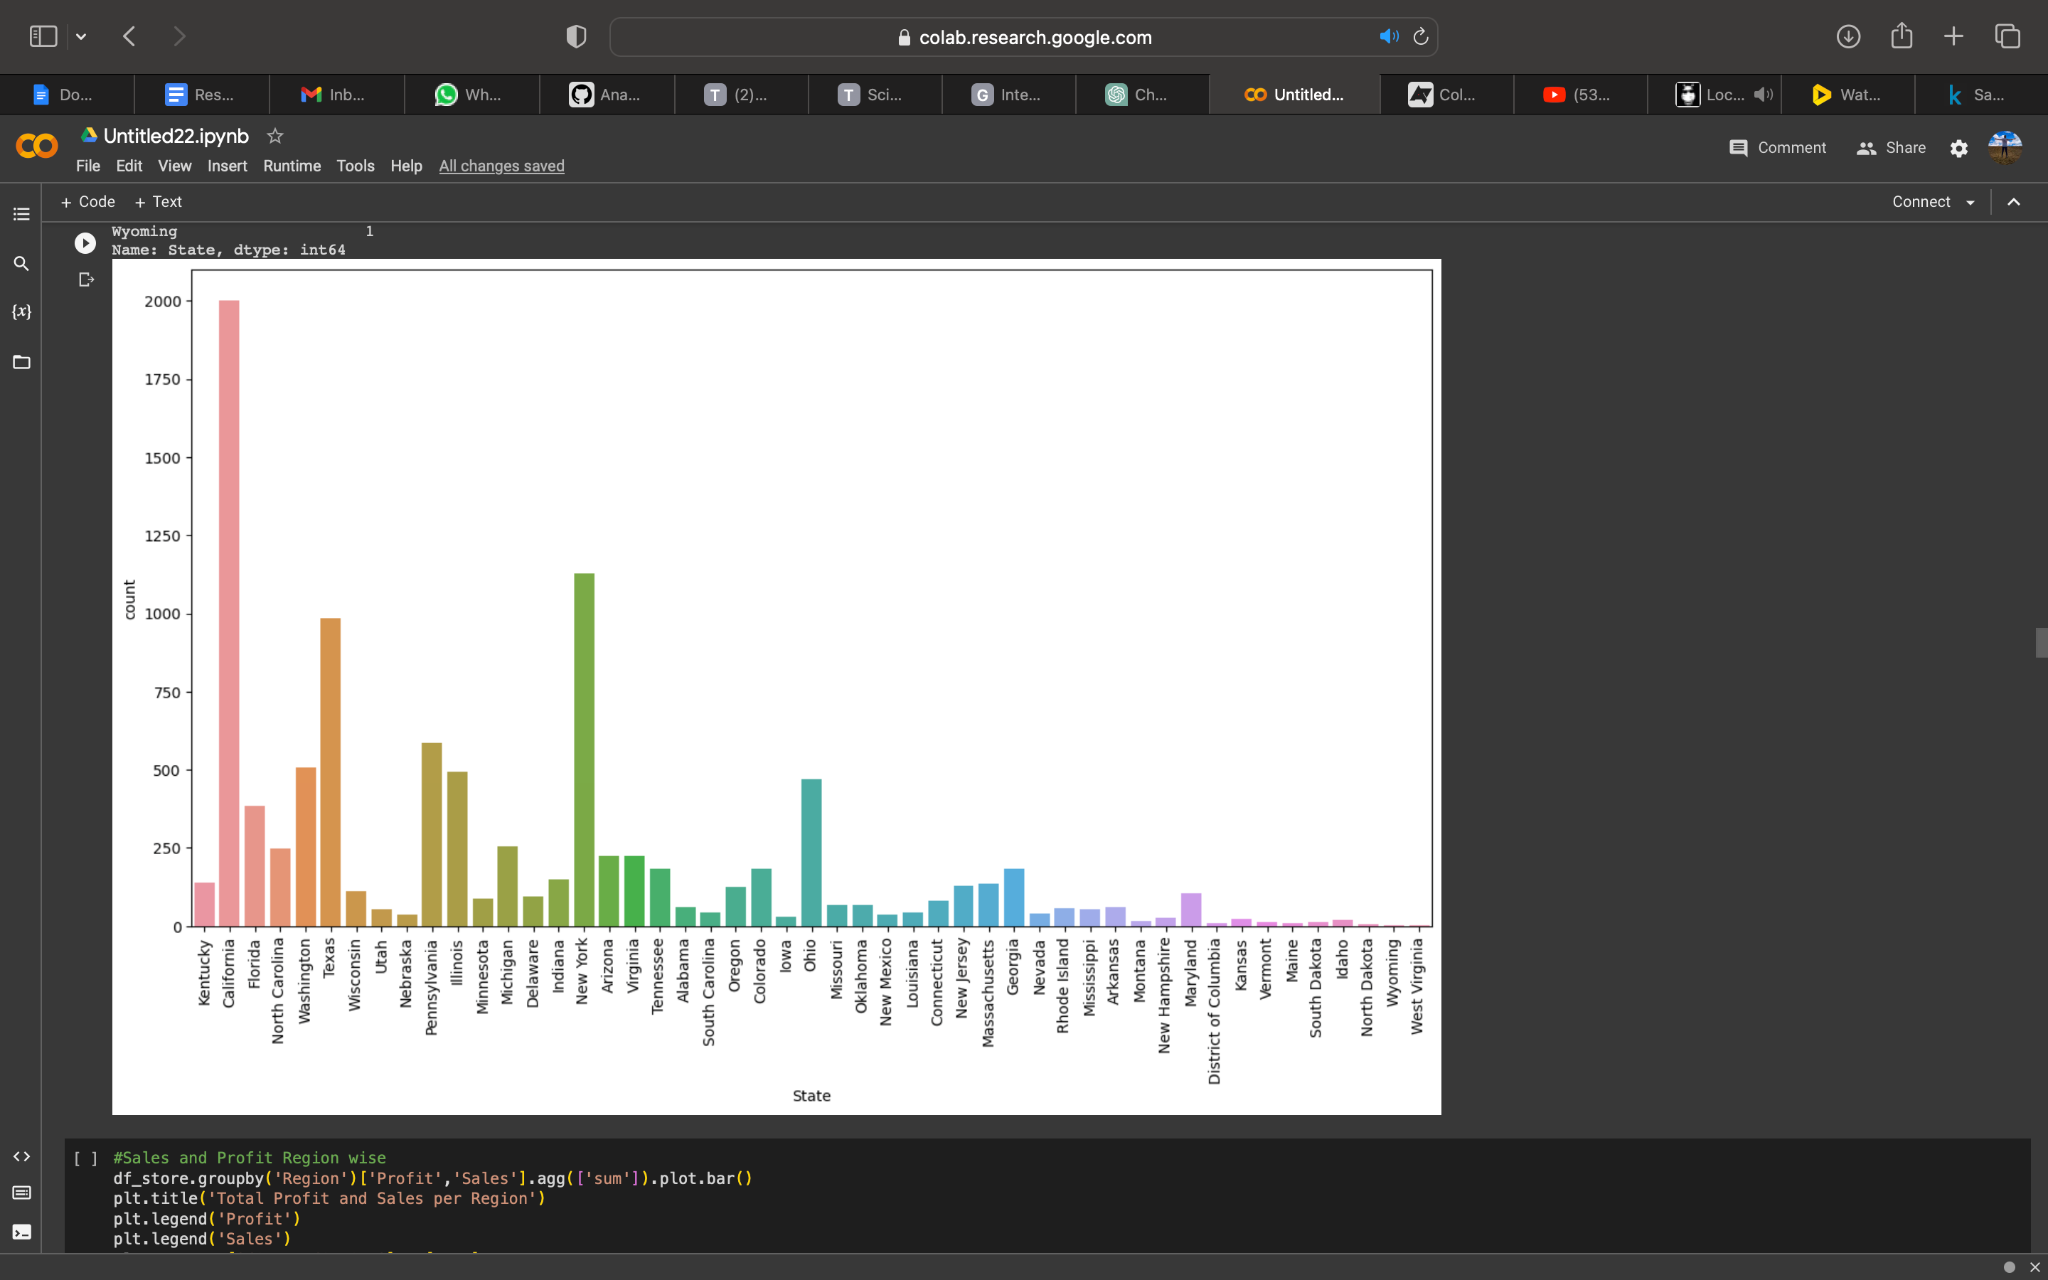 colab.research.google.com
Do...
Res...
Inb...
Wh...
Ana...
T (2)...
T Sci...
G Inte...
Ch...
Untitled...
Col...
(53...
Loc...
Wat...
k Sa...
Untitled22.ipynb
Comment
Share
File Edit View Insert Runtime Tools Help All changes saved
+ Code + Text
Connect
Wyoming 1
Name: State, dtype: int64
{x}
2000
1750
1500
1250
1000
750
500
250
0
count
Kentucky
California
Florida
North Carolina
Washington
Texas
Wisconsin
Utah
Nebraska
Pennsylvania
Illinois
Minnesota
Michigan
Delaware
Indiana
New York
Arizona
Virginia
Tennessee
Alabama
South Carolina
Oregon
Colorado
Iowa
Ohio
Missouri
Oklahoma
New Mexico
Louisiana
Connecticut
New Jersey
Massachusetts
Georgia
Nevada
Rhode Island
Mississippi
Arkansas
Montana
New Hampshire
Maryland
District of Columbia
Kansas
Vermont
Maine
South Dakota
Idaho
North Dakota
Wyoming
West Virginia
State
[ ] #Sales and Profit Region wise
df_store.groupby('Region')['Profit','Sales'].agg(['sum']).plot.bar()
plt.title('Total Profit and Sales per Region')
plt.legend('Profit')
plt.legend('Sales')